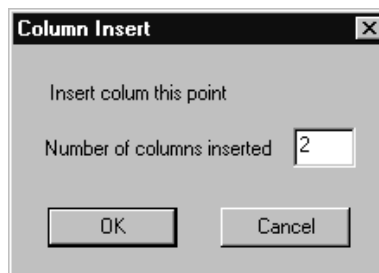 Column Insert
Insert colum this point
Number of columns inserted 2
OK Cancel